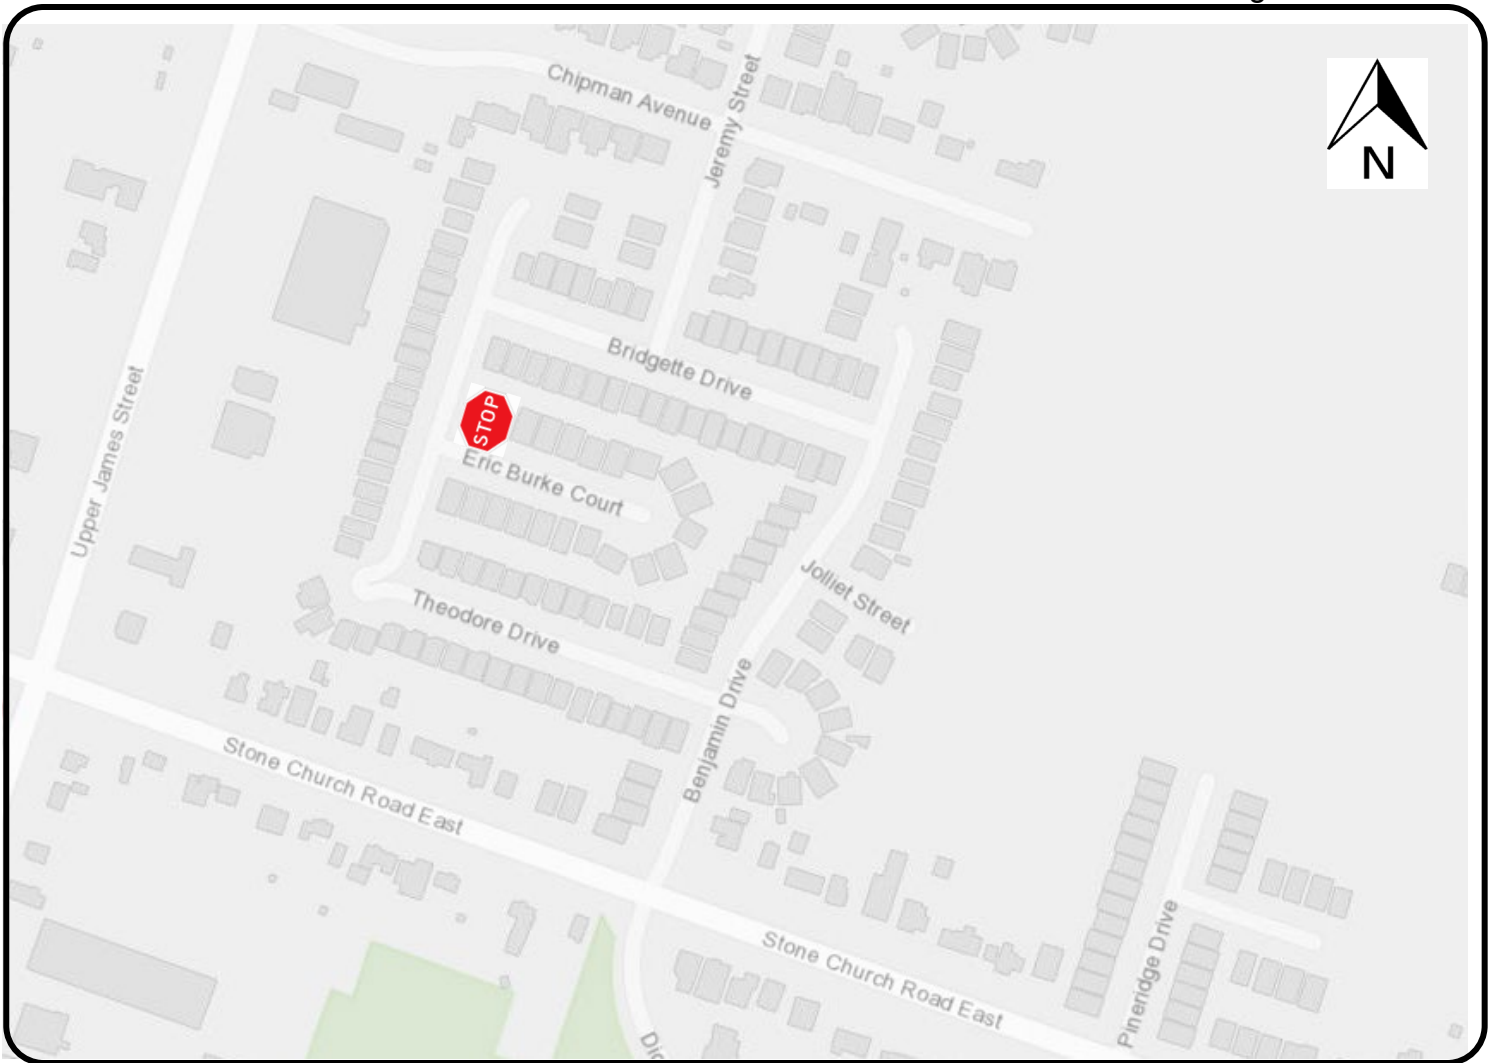 Chipman Avenue
Jeremy Street
N
Bridgette Drive
Upper James Street
STOP
Eric Burke Court
Jolliet Street
Theodore Drive
Benjamin Drive
Stone Church Road East
Stone Church Road East
Pineridge Drive